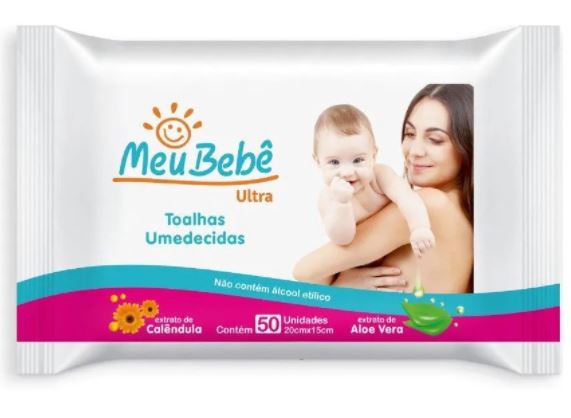 Meu Bebê
Ultra
Toalhas
Umedecidas
Não contém álcool etílico
extrato de
Calêndula
Contém 50 Unidades
20cmx15cm
extrato de
Aloe Vera